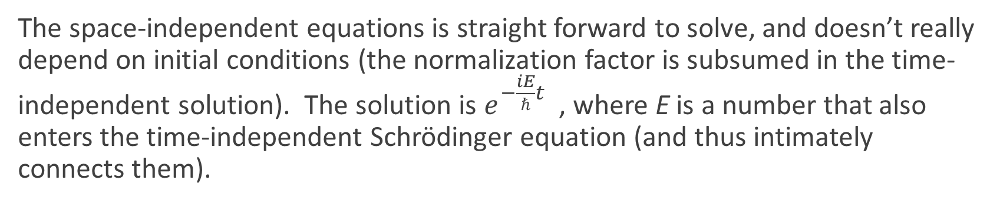 The space-independent equations is straight forward to solve, and doesn’t really
depend on initial conditions (the normalization factor is subsumed in the time-
independent solution).  The solution is $e^{-\frac{iE}{\hbar}t}$ , where E is a number that also
enters the time-independent Schrödinger equation (and thus intimately
connects them).